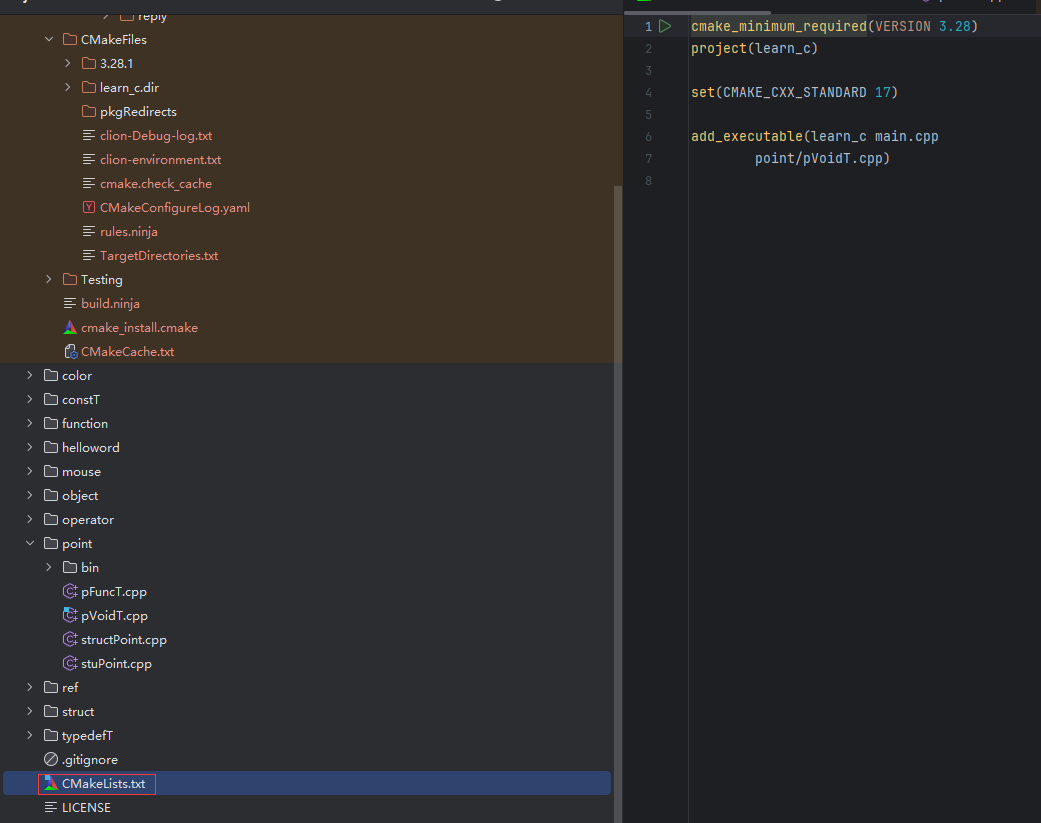 reply
CMakeFiles
3.28.1
learn_c.dir
pkgRedirects
clion-Debug-log.txt
clion-environment.txt
cmake.check_cache
CMakeConfigureLog.yaml
rules.ninja
TargetDirectories.txt
Testing
build.ninja
cmake_install.cmake
CMakeCache.txt
color
constT
function
helloword
mouse
object
operator
point
bin
pFuncT.cpp
pVoidT.cpp
structPoint.cpp
stuPoint.cpp
ref
struct
typedefT
.gitignore
CMakeLists.txt
LICENSE
1 cmake_minimum_required(VERSION 3.28)
2 project(learn_c)
3
4 set(CMAKE_CXX_STANDARD 17)
5
6 add_executable(learn_c main.cpp
7 point/pVoidT.cpp)
8